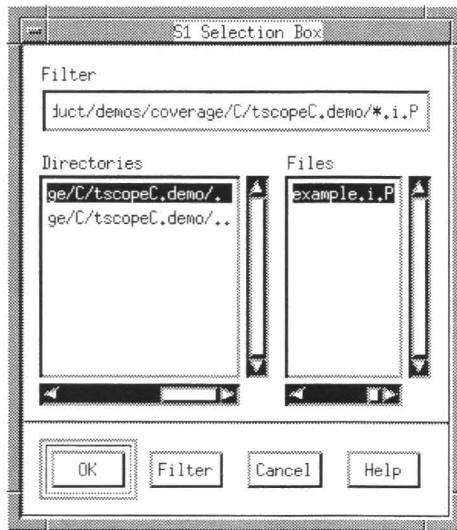 S1 Selection Box
Filter
duct/demos/coverage/C/tscopeC.demo/*.i.P
Directories
Files
ge/C/tscopeC.demo/.
example.i.P
ge/C/tscopeC.demo/..
OK
Filter
Cancel
Help